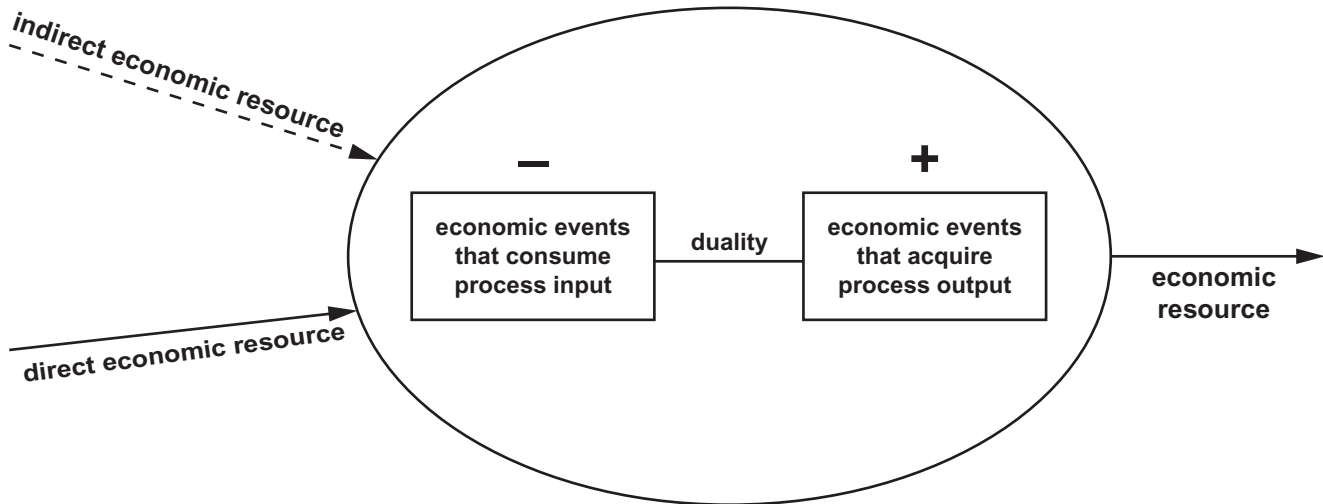 indirect economic resource
–
+
economic events
that consume
process input
duality
economic events
that acquire
process output
economic
resource
direct economic resource